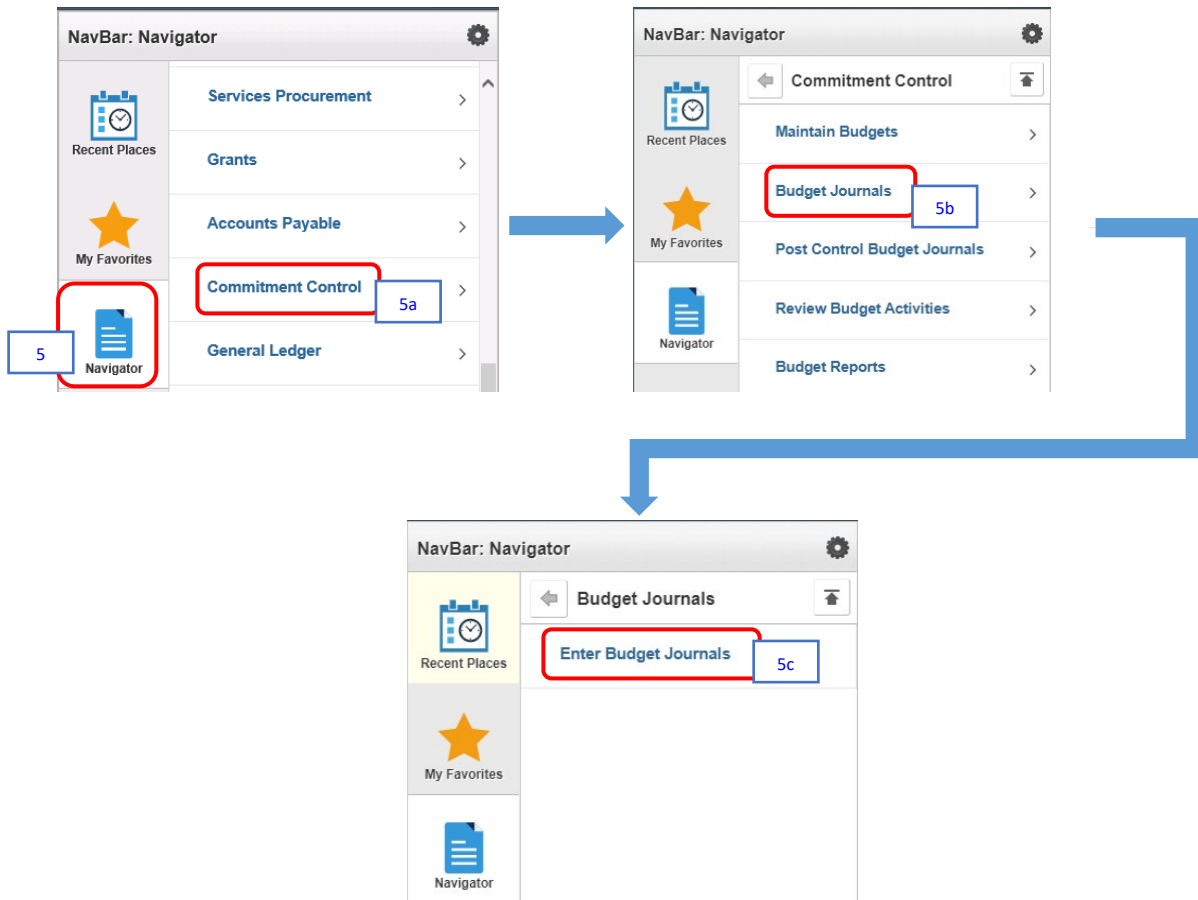 NavBar: Navigator
Recent Places
My Favorites
5
Navigator
Services Procurement
Grants
Accounts Payable
Commitment Control
5a
General Ledger
NavBar: Navigator
Recent Places
My Favorites
Navigator
Commitment Control
Maintain Budgets
Budget Journals
5b
Post Control Budget Journals
Review Budget Activities
Budget Reports
NavBar: Navigator
Recent Places
My Favorites
Navigator
Budget Journals
Enter Budget Journals
5c